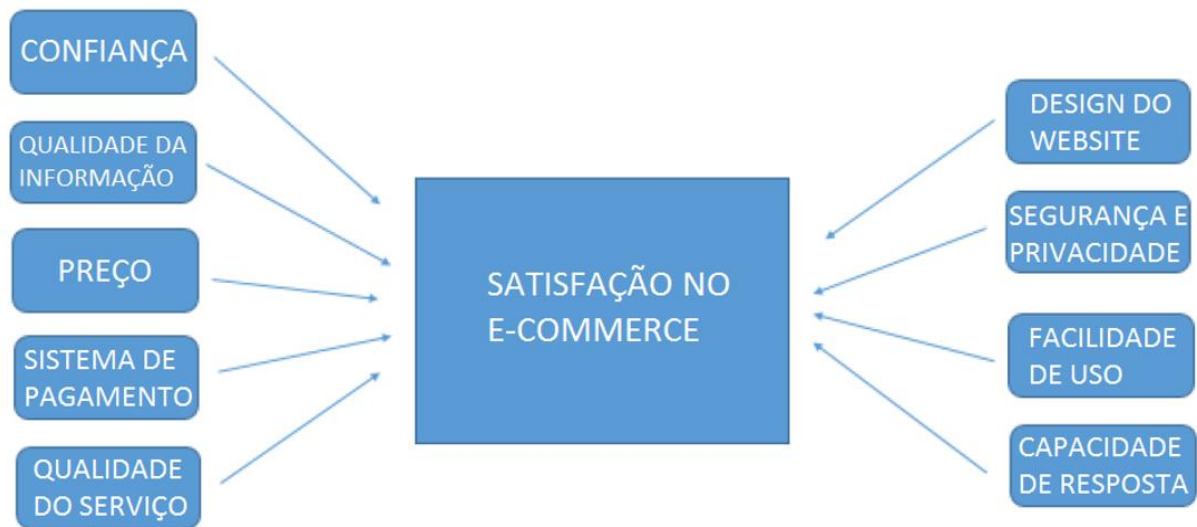 CONFIANÇA
QUALIDADE DA
INFORMAÇÃO
PREÇO
SISTEMA DE
PAGAMENTO
QUALIDADE
DO SERVIÇO
SATISFAÇÃO NO
E-COMMERCE
DESIGN DO
WEBSITE
SEGURANÇA E
PRIVACIDADE
FACILIDADE
DE USO
CAPACIDADE
DE RESPOSTA